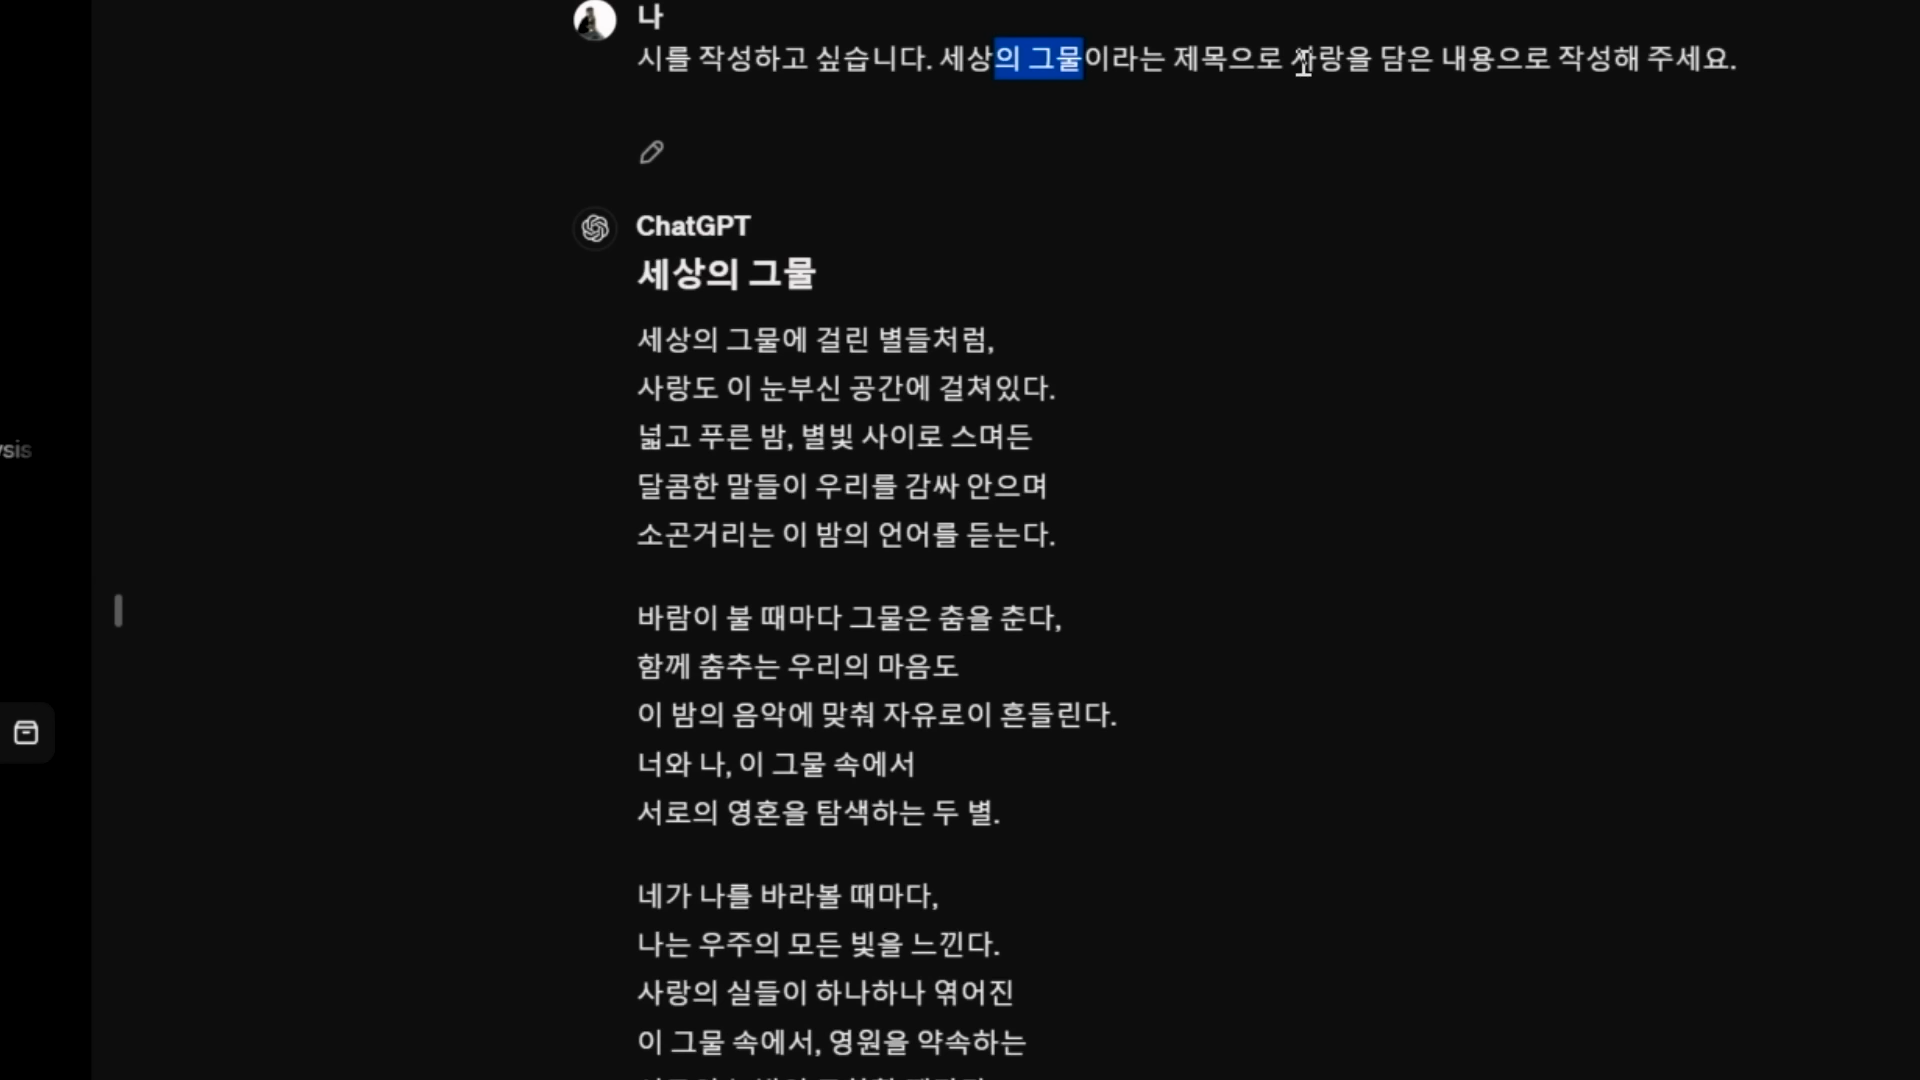 나
시를 작성하고 싶습니다. 세상의 그물이라는 제목으로 사랑을 담은 내용으로 작성해 주세요.
ChatGPT
세상의 그물
세상의 그물에 걸린 별들처럼,
사랑도 이 눈부신 공간에 걸쳐있다.
넓고 푸른 밤, 별빛 사이로 스며든
달콤한 말들이 우리를 감싸 안으며
ysis
소곤거리는 이 밤의 언어를 듣는다.
바람이 불 때마다 그물은 춤을 춘다,
함께 춤추는 우리의 마음도
이 밤의 음악에 맞춰 자유로이 흔들린다.
너와 나, 이 그물 속에서
서로의 영혼을 탐색하는 두 별.
네가 나를 바라볼 때마다,
나는 우주의 모든 빛을 느낀다.
사랑의 실들이 하나하나 엮어진
이 그물 속에서, 영원을 약속하는